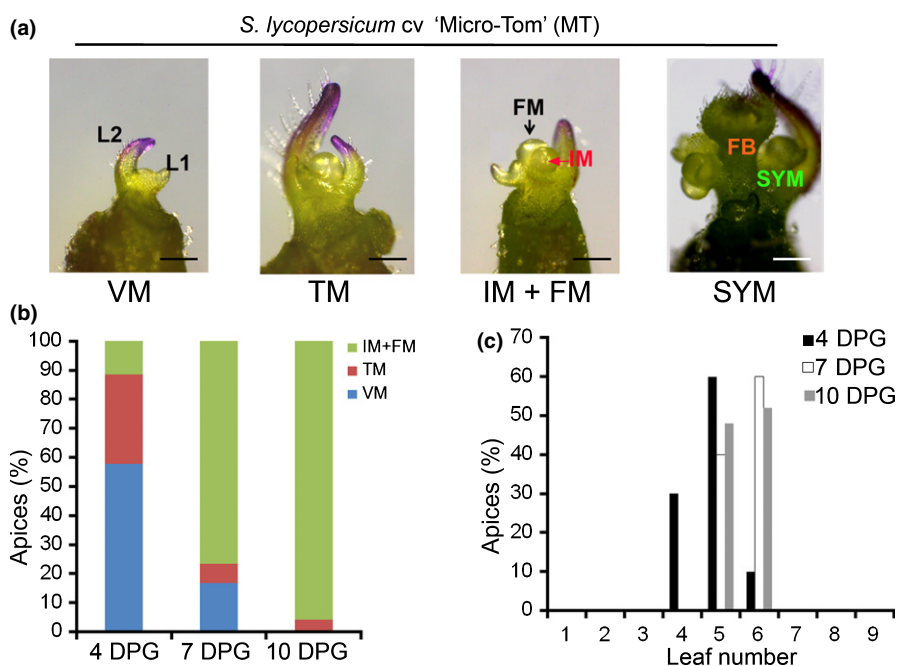 S. lycopersicum cv 'Micro-Tom' (MT)
(a)
L2
L1
FM
IM
FB
SYM
VM
TM
IM + FM
SYM
(b)
100
90
80
70
60
50
40
30
20
10
0
Apices (%)
4 DPG
7 DPG
10 DPG
IM+FM
TM
VM
(c)
70
60
50
40
30
20
10
0
Apices (%)
1 2 3 4 5 6 7 8 9
Leaf number
4 DPG
7 DPG
10 DPG